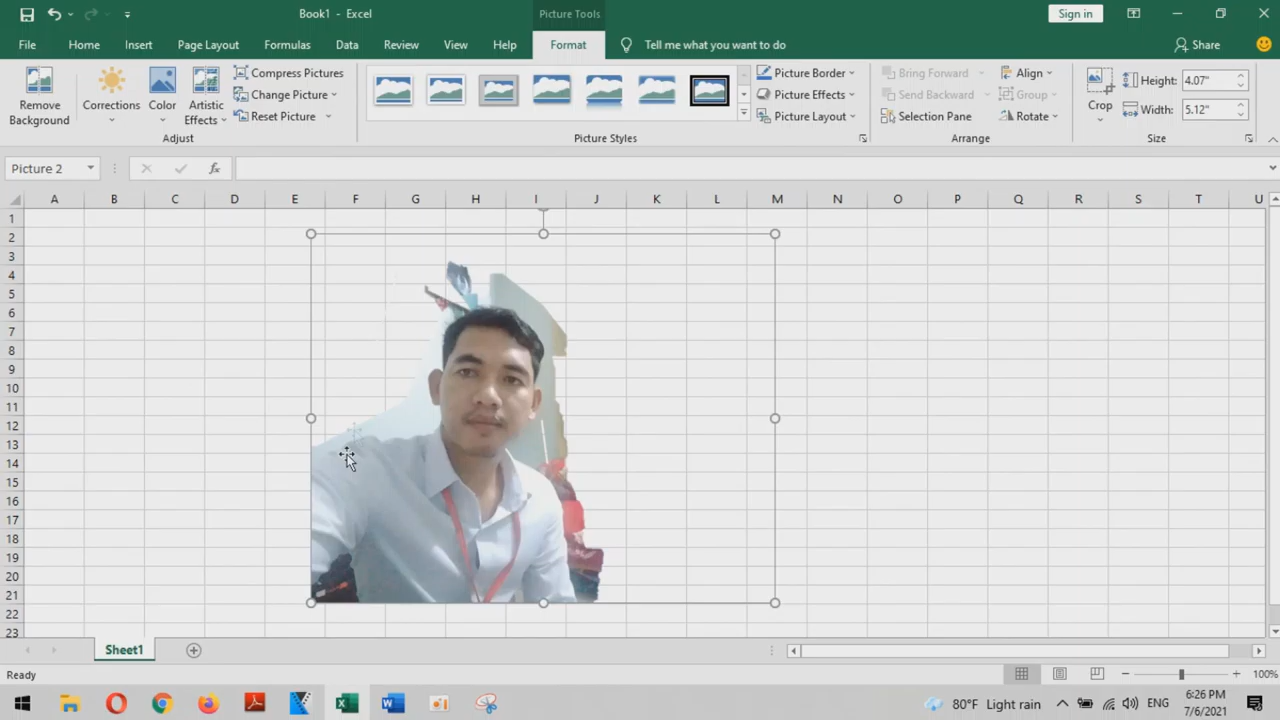 Book1 - Excel
Picture Tools
Sign in
File
Home
Insert
Page Layout
Formulas
Data
Review
View
Help
Format
Tell me what you want to do
Share
Remove Background
Corrections
Color
Artistic Effects
Compress Pictures
Change Picture
Reset Picture
Adjust
Picture Styles
Picture Border
Picture Effects
Picture Layout
Bring Forward
Send Backward
Selection Pane
Align
Group
Rotate
Arrange
Crop
Height: 4.07"
Width: 5.12"
Size
Picture 2
fx
A B C D E F G H I J K L M N O P Q R S T U
1
2
3
4
5
6
7
8
9
10
11
12
13
14
15
16
17
18
19
20
21
22
23
Sheet1
Ready
100%
80°F Light rain
ENG
6:26 PM
7/6/2021